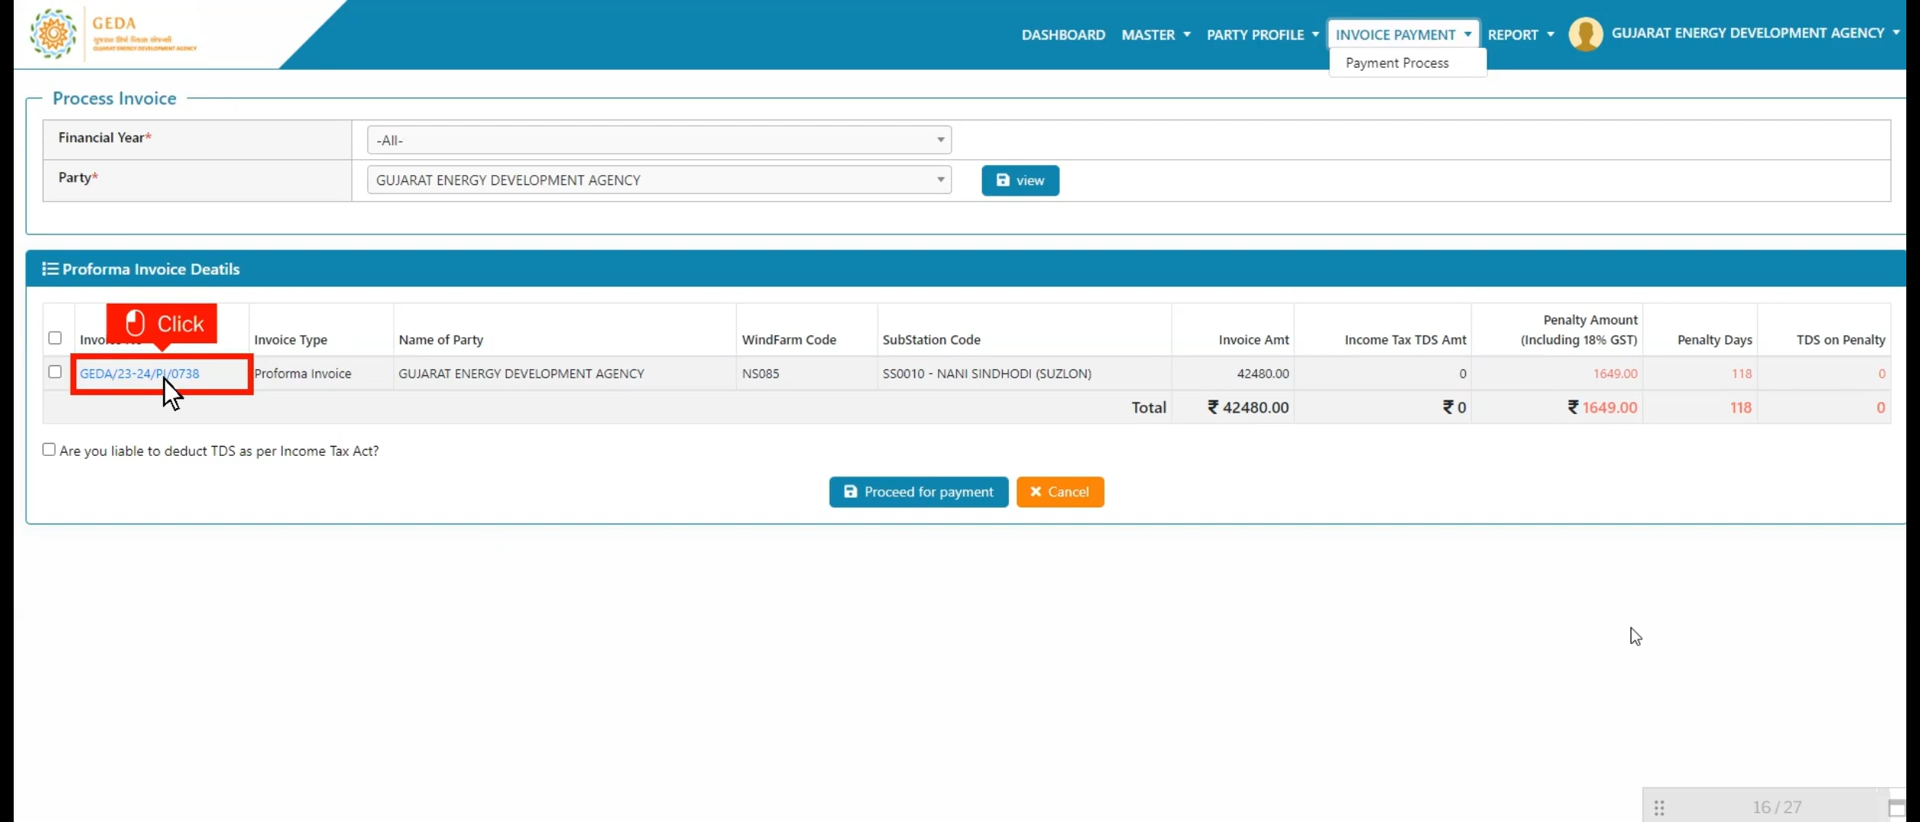 GEDA
GUJARAT ENERGY DEVELOPMENT AGENCY
DASHBOARD MASTER PARTY PROFILE INVOICE PAYMENT REPORT GUJARAT ENERGY DEVELOPMENT AGENCY
Payment Process
Process Invoice
Financial Year* -All-
Party* GUJARAT ENERGY DEVELOPMENT AGENCY view
Proforma Invoice Deatils
Click
Invoice Type Name of Party WindFarm Code SubStation Code Invoice Amt Income Tax TDS Amt Penalty Amount (Including 18% GST) Penalty Days TDS on Penalty
GEDA/23-24/PI/0738 Proforma Invoice GUJARAT ENERGY DEVELOPMENT AGENCY NS085 SS0010 - NANI SINDHODI (SUZLON) 42480.00 0 1649.00 118 0
Total ₹ 42480.00 ₹ 0 ₹ 1649.00 118 0
Are you liable to deduct TDS as per Income Tax Act?
Proceed for payment Cancel
16 / 27